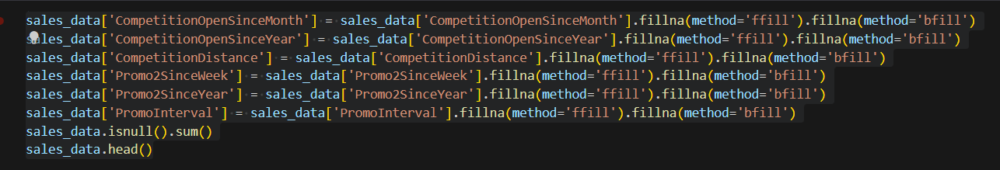 sales_data['CompetitionOpenSinceMonth'] = sales_data['CompetitionOpenSinceMonth'].fillna(method='ffill').fillna(method='bfill')
sales_data['CompetitionOpenSinceYear'] = sales_data['CompetitionOpenSinceYear'].fillna(method='ffill').fillna(method='bfill')
sales_data['CompetitionDistance'] = sales_data['CompetitionDistance'].fillna(method='ffill').fillna(method='bfill')
sales_data['Promo2SinceWeek'] = sales_data['Promo2SinceWeek'].fillna(method='ffill').fillna(method='bfill')
sales_data['Promo2SinceYear'] = sales_data['Promo2SinceYear'].fillna(method='ffill').fillna(method='bfill')
sales_data['PromoInterval'] = sales_data['PromoInterval'].fillna(method='ffill').fillna(method='bfill')
sales_data.isnull().sum()
sales_data.head()